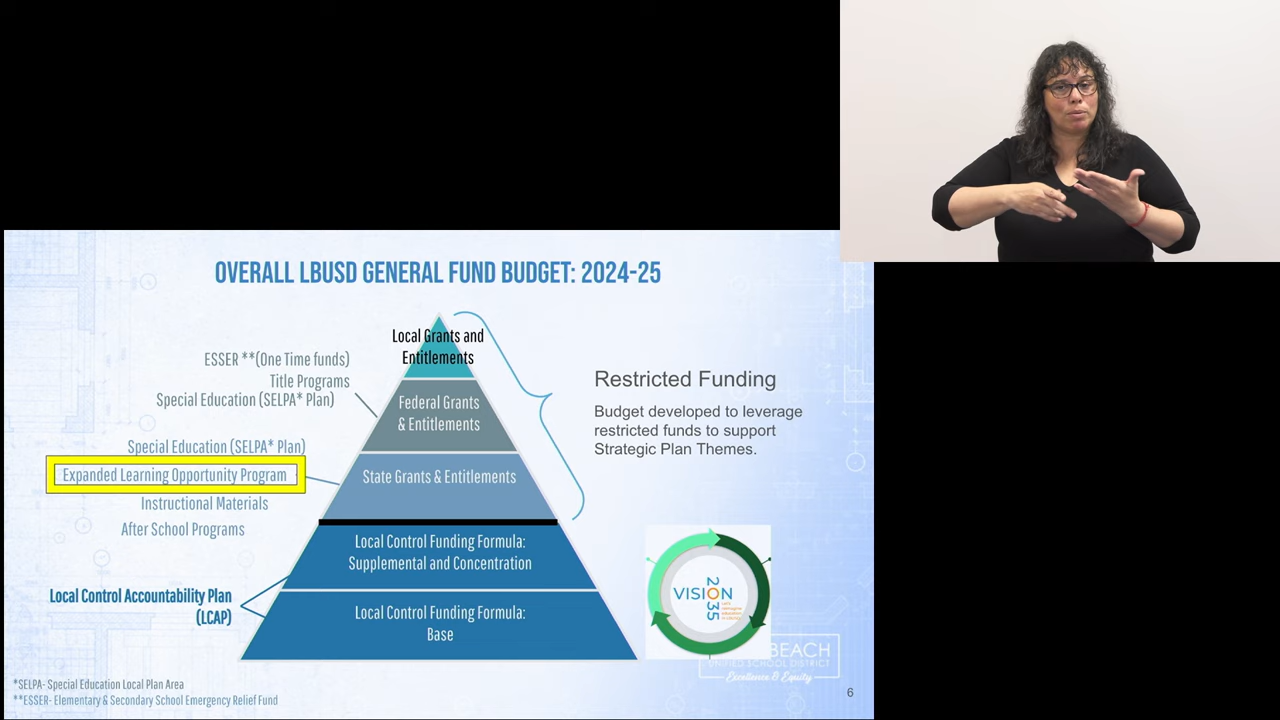 OVERALL LBUSD GENERAL FUND BUDGET: 2024-25
Local Grants and
Entitlements
ESSER **(One Time funds)
Title Programs
Special Education (SELPA* Plan)
Federal Grants
& Entitlements
Special Education (SELPA* Plan)
Expanded Learning Opportunity Program
Instructional Materials
After School Programs
State Grants & Entitlements
Restricted Funding
Budget developed to leverage
restricted funds to support
Strategic Plan Themes.
Local Control Funding Formula:
Supplemental and Concentration
Local Control Accountability Plan
(LCAP)
Local Control Funding Formula:
Base
VISION
2035
BEACH
UNIFIED SCHOOL DISTRICT
Excellence & Equity
*SELPA- Special Education Local Plan Area
**ESSER- Elementary & Secondary School Emergency Relief Fund
6